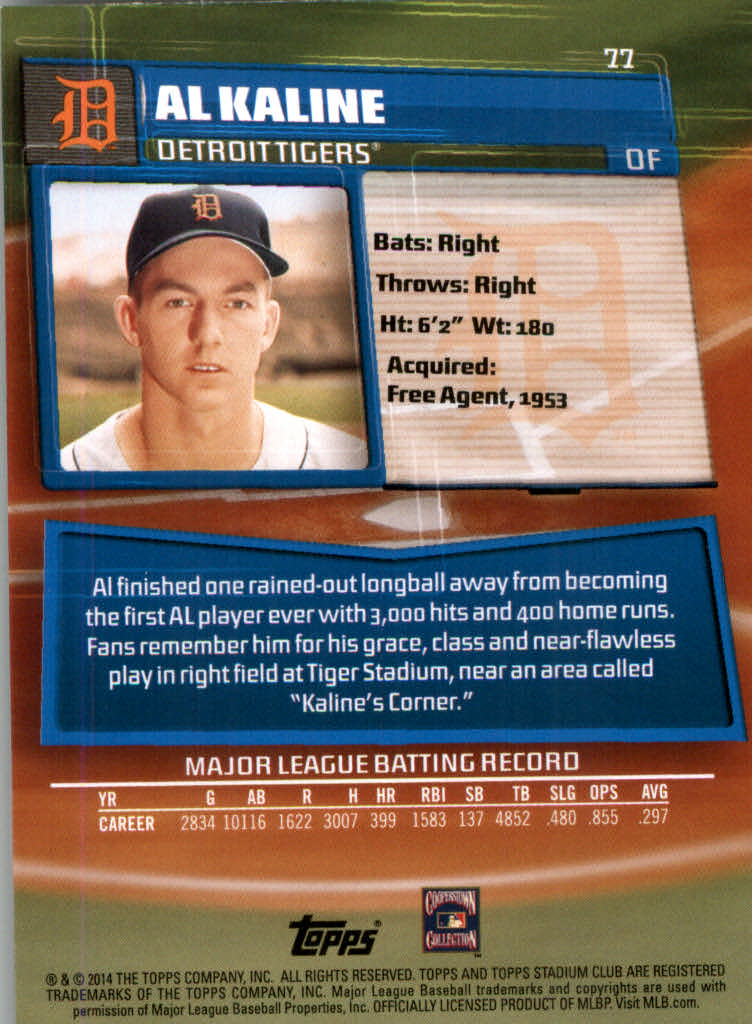 77
D
AL KALINE
DETROIT TIGERS®
OF
D
Bats: Right
Throws: Right
Ht: 6'2" Wt: 180
Acquired:
Free Agent, 1953
Al finished one rained-out longball away from becoming
the first AL player ever with 3,000 hits and 400 home runs.
Fans remember him for his grace, class and near-flawless
play in right field at Tiger Stadium, near an area called
"Kaline's Corner."
MAJOR LEAGUE BATTING RECORD
YR G AB R H HR RBI SB TB SLG OPS AVG
CAREER 2834 10116 1622 3007 399 1583 137 4852 .480 .855 .297
COOPERSTOWN
COLLECTION
™
Topps®
® & © 2014 THE TOPPS COMPANY, INC. ALL RIGHTS RESERVED. TOPPS AND TOPPS STADIUM CLUB ARE REGISTERED
TRADEMARKS OF THE TOPPS COMPANY, INC. Major League Baseball trademarks and copyrights are used with
permission of Major League Baseball Properties, Inc. OFFICIALLY LICENSED PRODUCT OF MLBP. Visit MLB.com.